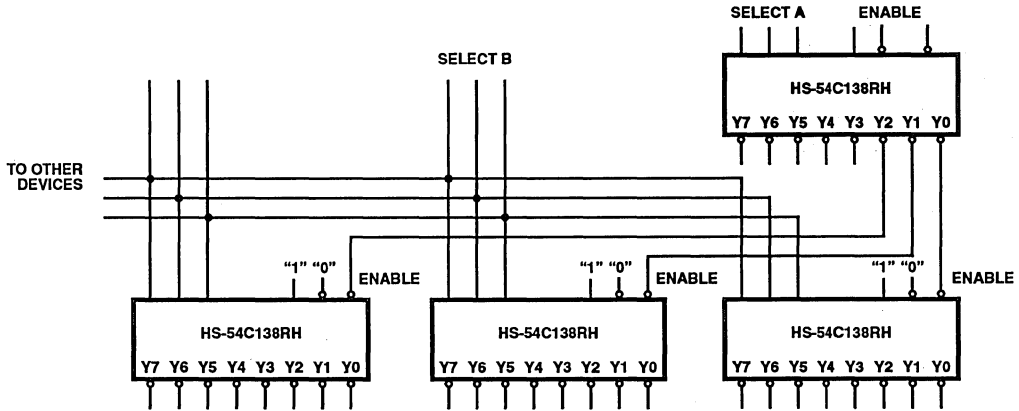 SELECT A ENABLE
HS-54C138RH
Y7 Y6 Y5 Y4 Y3 Y2 Y1 Y0
SELECT B
TO OTHER
DEVICES
"1" "0" ENABLE
HS-54C138RH
Y7 Y6 Y5 Y4 Y3 Y2 Y1 Y0
"1" "0" ENABLE
HS-54C138RH
Y7 Y6 Y5 Y4 Y3 Y2 Y1 Y0
"1" "0" ENABLE
HS-54C138RH
Y7 Y6 Y5 Y4 Y3 Y2 Y1 Y0